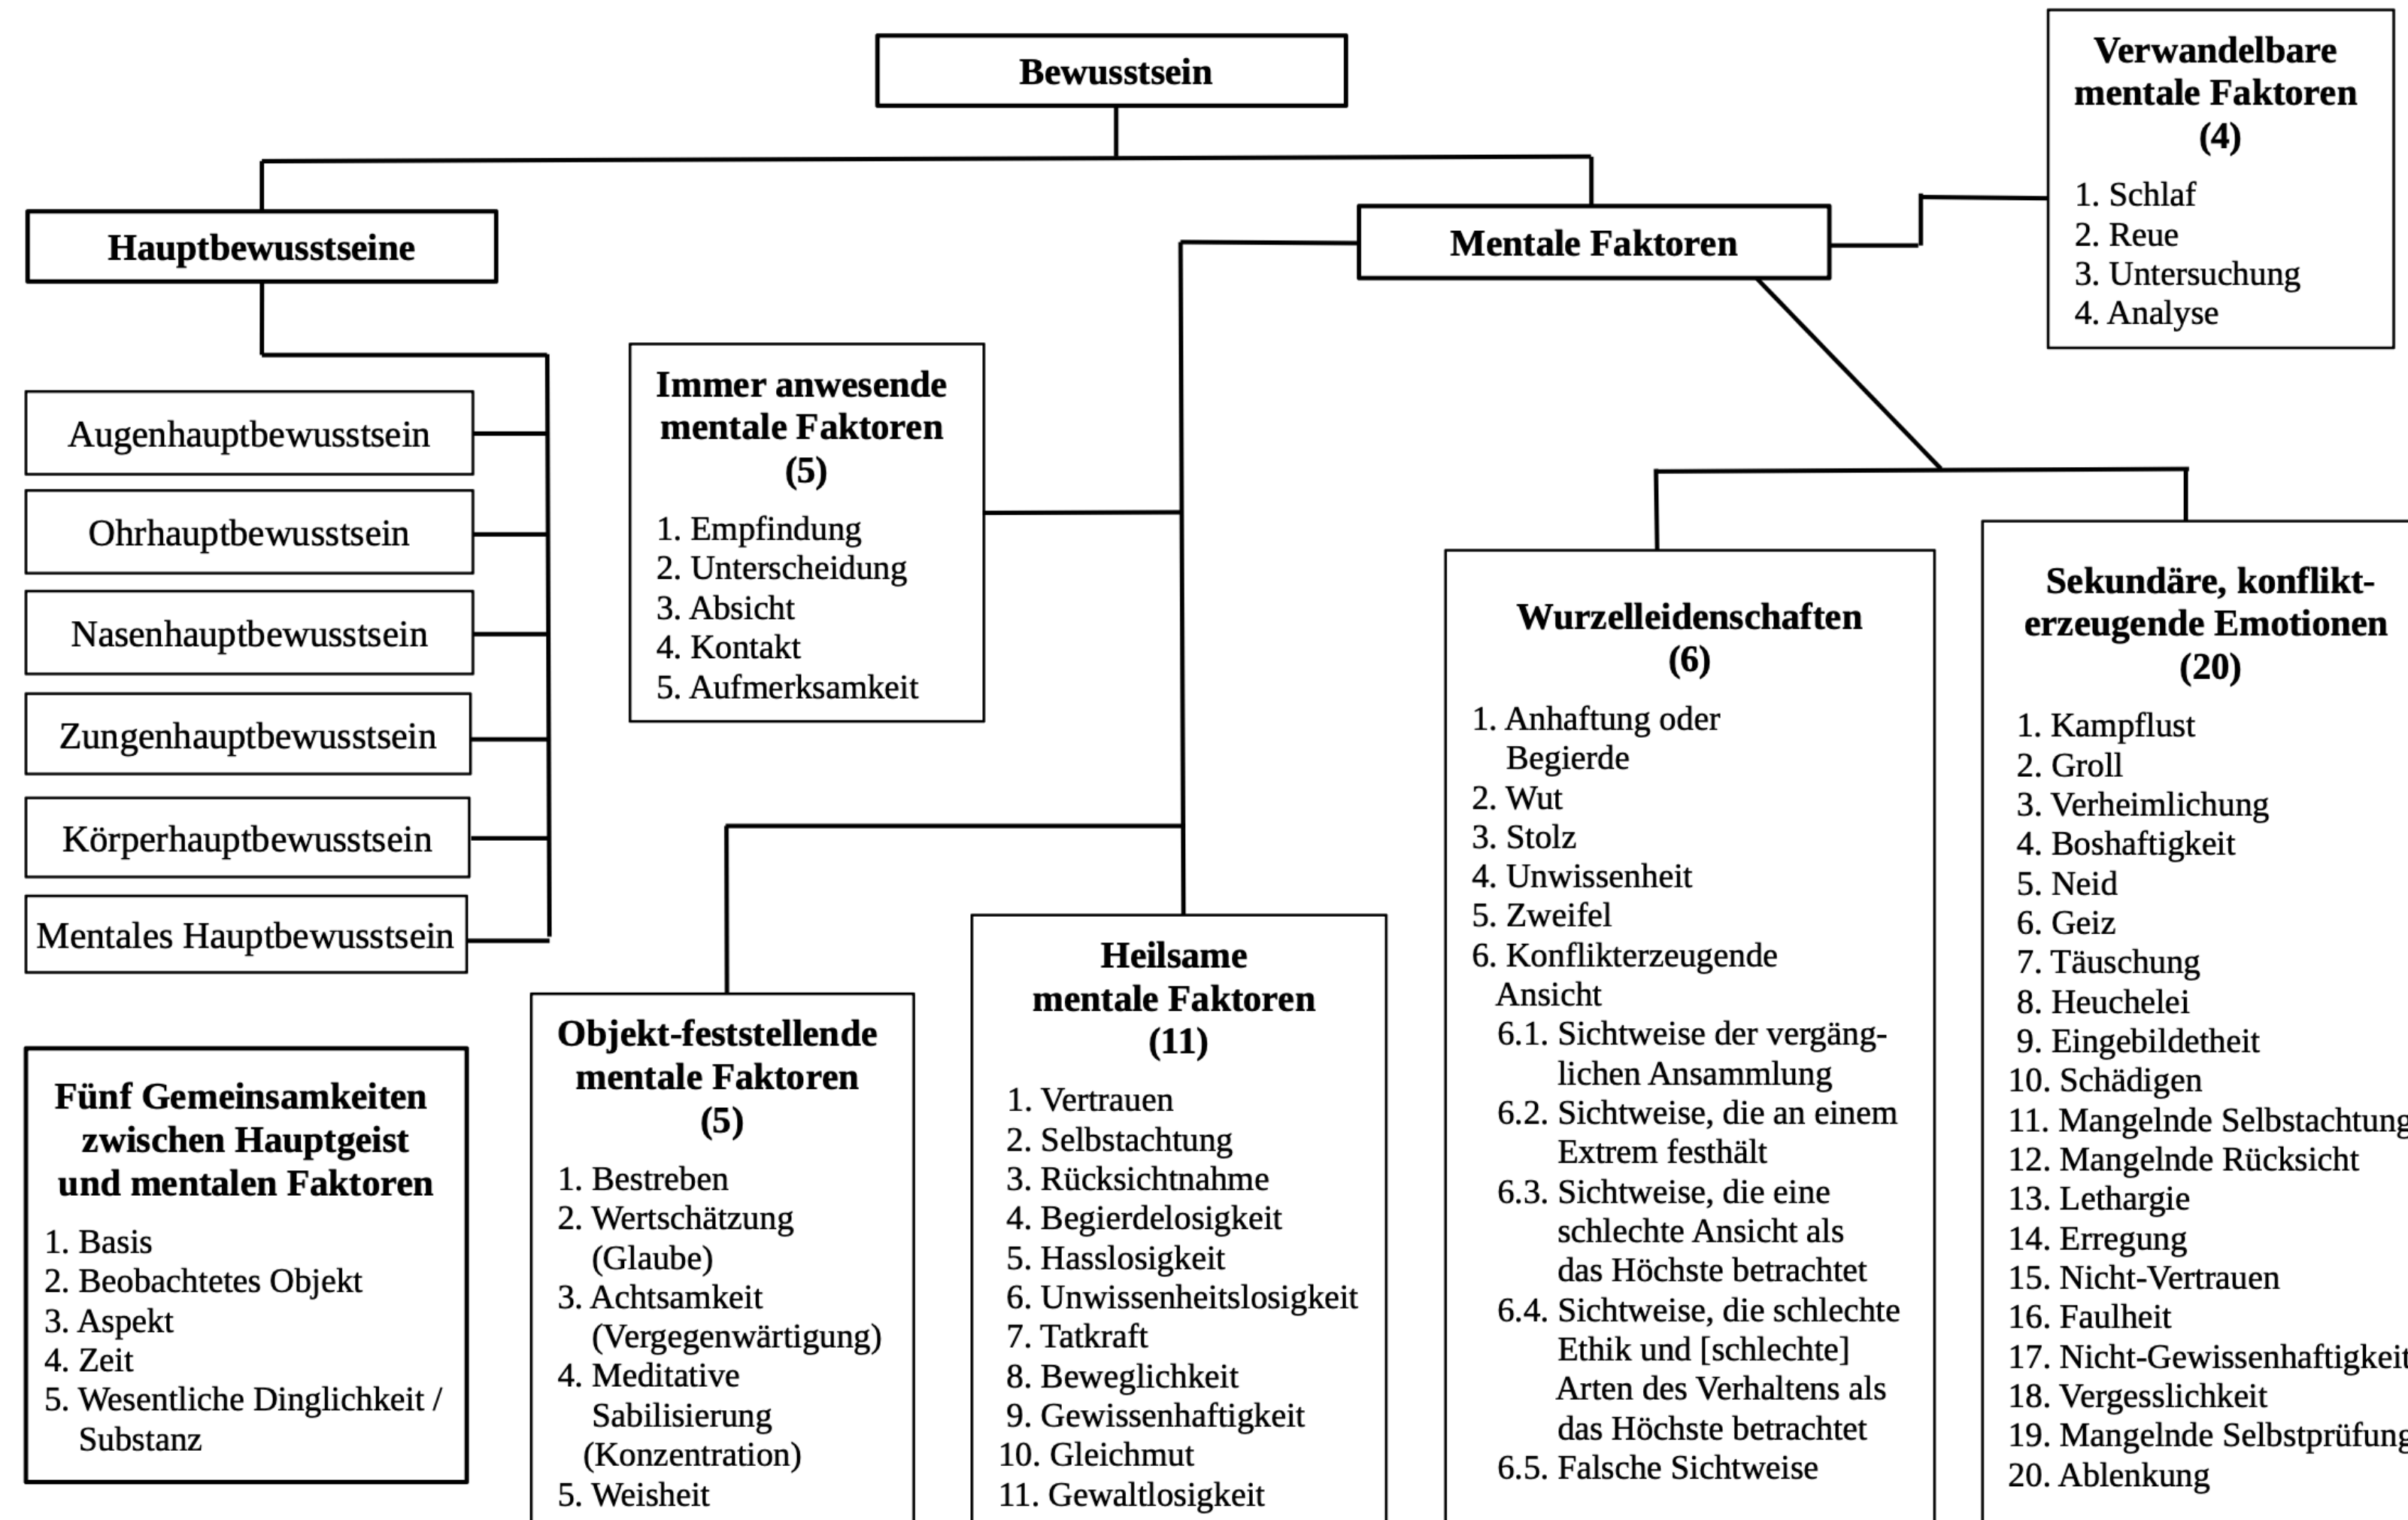 Bewusstsein
Verwandelbare
mentale Faktoren
(4)
1. Schlaf
2. Reue
3. Untersuchung
4. Analyse
Hauptbewusstseine
Mentale Faktoren
Augenhauptbewusstsein
Ohrhauptbewusstsein
Nasenhauptbewusstsein
Zungenhauptbewusstsein
Körperhauptbewusstsein
Mentales Hauptbewusstsein
Immer anwesende
mentale Faktoren
(5)
1. Empfindung
2. Unterscheidung
3. Absicht
4. Kontakt
5. Aufmerksamkeit
Fünf Gemeinsamkeiten
zwischen Hauptgeist
und mentalen Faktoren
1. Basis
2. Beobachtetes Objekt
3. Aspekt
4. Zeit
5. Wesentliche Dinglichkeit /
Substanz
Objekt-feststellende
mentale Faktoren
(5)
1. Bestreben
2. Wertschätzung
(Glaube)
3. Achtsamkeit
(Vergegenwärtigung)
4. Meditative
Sabilisierung
(Konzentration)
5. Weisheit
Heilsame
mentale Faktoren
(11)
1. Vertrauen
2. Selbstachtung
3. Rücksichtnahme
4. Begierdelosigkeit
5. Hasslosigkeit
6. Unwissenheitslosigkeit
7. Tatkraft
8. Beweglichkeit
9. Gewissenhaftigkeit
10. Gleichmut
11. Gewaltlosigkeit
Wurzelleidenschaften
(6)
1. Anhaftung oder
Begierde
2. Wut
3. Stolz
4. Unwissenheit
5. Zweifel
6. Konflikterzeugende
Ansicht
6.1. Sichtweise der vergäng-
lichen Ansammlung
6.2. Sichtweise, die an einem
Extrem festhält
6.3. Sichtweise, die eine
schlechte Ansicht als
das Höchste betrachtet
6.4. Sichtweise, die schlechte
Ethik und [schlechte]
Arten des Verhaltens als
das Höchste betrachtet
6.5. Falsche Sichtweise
Sekundäre, konflikt-
erzeugende Emotionen
(20)
1. Kampflust
2. Groll
3. Verheimlichung
4. Boshaftigkeit
5. Neid
6. Geiz
7. Täuschung
8. Heuchelei
9. Eingebildetheit
10. Schädigen
11. Mangelnde Selbstachtung
12. Mangelnde Rücksicht
13. Lethargie
14. Erregung
15. Nicht-Vertrauen
16. Faulheit
17. Nicht-Gewissenhaftigkeit
18. Vergesslichkeit
19. Mangelnde Selbstprüfung
20. Ablenkung